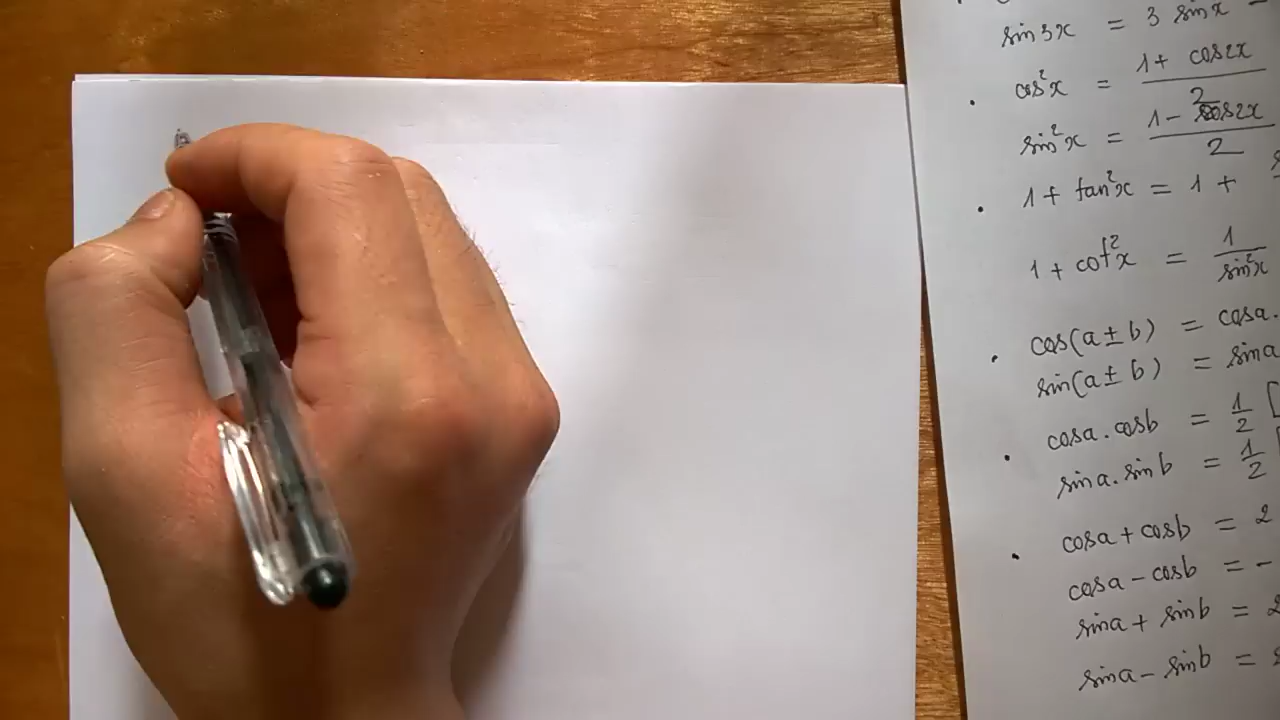 sin3x = 3 sinx -
. cos²x = 1 + cos2x / 2
sin²x = 1 - cos2x / 2
. 1 + tan²x = 1 +
1 + cot²x = 1 / sin²x
. cos(a ± b) = cosa.
sin(a ± b) = sina
. cosa.cosb = 1/2 [
sina.sinb = 1/2 [
. cosa + cosb = 2
cosa - cosb = -
sina + sinb = 2
sina - sinb =